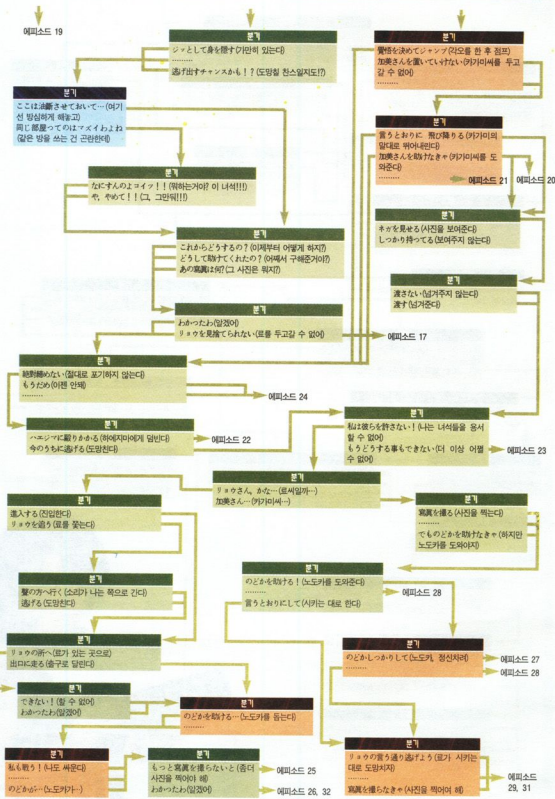 에피소드 19
분기
ジッとして身を隠す(가만히 있는다)
………
逃げ出すチャンスかも！？(도망칠 찬스일지도!?)
분기
覺悟を決めてジャンプ(각오를 한 후 점프)
加美さんを置いていけない(카가미씨를 두고
갈 수 없어)
분기
ここは油斷させておいて…(여기
선 방심하게 해놓고)
同じ部屋ってのはマズイわよね
(같은 방을 쓰는 건 곤란한데)
분기
言うとおりに 飛び降りる(카가미의
말대로 뛰어내린다)
加美さんを助けなきゃ(카가미씨를 도
와준다)
………
에피소드 21
에피소드 20
분기
なにすんのよコイツ！！(뭐하는거야? 이 녀석!!!)
や, やめて！！(그, 그만둬!!!)
분기
ネガを見せる(사진을 보여준다)
しっかり持ってる(보여주지 않는다)
분기
これからどうするの？(이제부터 어떻게 하지?)
どうして助けてくれたの？(어째서 구해준거야?)
あの寫眞は何？(그 사진은 뭐지?)
분기
渡さない(넘겨주지 않는다)
渡す(넘겨준다)
분기
わかったわ(알겠어)
リョウを見捨てられない(료를 두고갈 수 없어)
에피소드 17
분기
絶對諦めない(절대로 포기하지 않는다)
もうだめ(이젠 안돼)
………
에피소드 24
분기
ハエジマに毆りかかる(하에지마에게 덤빈다)
今のうちに逃げる(도망친다)
에피소드 22
분기
私は彼らを許さない！(나는 녀석들을 용서
할 수 없어)
もうどうする事もできない(더 이상 어쩔
수 없어)
에피소드 23
분기
リョウさん, かな…(로써일까…)
加美さん…(카가미씨…)
분기
進入する(진입한다)
リョウを追う(료를 쫓는다)
분기
寫眞を撮る(사진을 찍는다)
………
でものどかを助けなきゃ(하지만
노도카를 도와야지)
분기
聲の方へ行く(소리가 나는 쪽으로 간다)
逃げる(도망친다)
분기
のどかを助ける！(노도카를 도와준다)
………
言うとおりにして(시키는 대로 한다)
에피소드 28
분기
リョウの所へ(료가 있는 곳으로)
出口に走る(출구로 달린다)
분기
のどかしっかりして(노도카, 정신차려)
………
에피소드 27
에피소드 28
분기
できない！(할 수 없어)
わかったわ(알겠어)
분기
のどかを助ける…(노도카를 돕는다)
………
분기
私も戰う！(나도 싸운다)
………
のどかが…(노도카가…)
분기
もっと寫眞を撮らないと(좀더
사진을 찍어야 해)
わかったわ(알겠어)
에피소드 25
에피소드 26, 32
분기
リョウの言う通り逃げよう(료가 시키는
대로 도망치자)
………
寫眞を撮らなきゃ(사진을 찍어야 해)
에피소드
29, 31